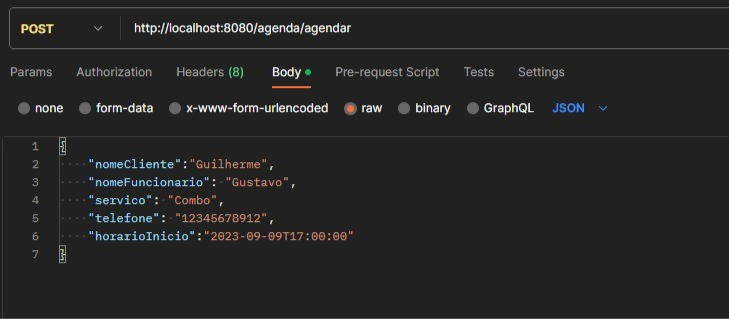 POST http://localhost:8080/agenda/agendar
Params Authorization Headers (8) Body Pre-request Script Tests Settings
none form-data x-www-form-urlencoded raw binary GraphQL JSON
1 {
2 "nomeCliente":"Guilherme",
3 "nomeFuncionario": "Gustavo",
4 "servico": "Combo",
5 "telefone": "12345678912",
6 "horarioInicio":"2023-09-09T17:00:00"
7 }